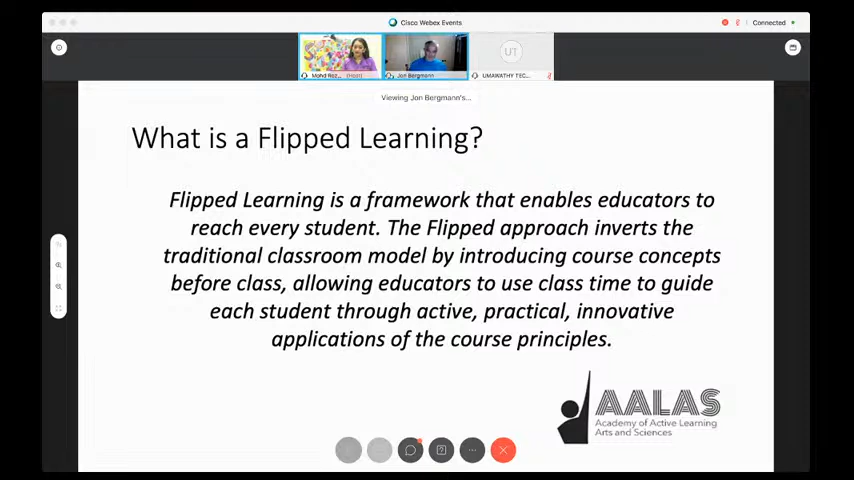 Cisco Webex Events
Connected
UT
Mohd Rez... (Host)
Jon Bergmann
UMAWATHY TEC...
Viewing Jon Bergmann's...
What is a Flipped Learning?
Flipped Learning is a framework that enables educators to
reach every student. The Flipped approach inverts the
traditional classroom model by introducing course concepts
before class, allowing educators to use class time to guide
each student through active, practical, innovative
applications of the course principles.
AALAS
Academy of Active Learning
Arts and Sciences